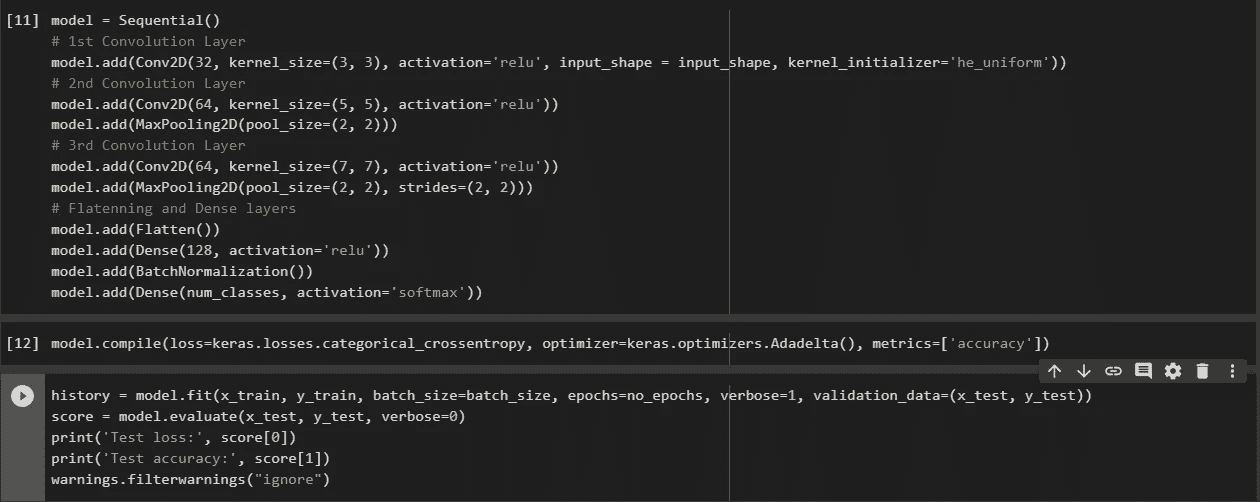 [11] model = Sequential()
# 1st Convolution Layer
model.add(Conv2D(32, kernel_size=(3, 3), activation='relu', input_shape = input_shape, kernel_initializer='he_uniform'))
# 2nd Convolution Layer
model.add(Conv2D(64, kernel_size=(5, 5), activation='relu'))
model.add(MaxPooling2D(pool_size=(2, 2)))
# 3rd Convolution Layer
model.add(Conv2D(64, kernel_size=(7, 7), activation='relu'))
model.add(MaxPooling2D(pool_size=(2, 2), strides=(2, 2)))
# Flatenning and Dense layers
model.add(Flatten())
model.add(Dense(128, activation='relu'))
model.add(BatchNormalization())
model.add(Dense(num_classes, activation='softmax'))
[12] model.compile(loss=keras.losses.categorical_crossentropy, optimizer=keras.optimizers.Adadelta(), metrics=['accuracy'])
history = model.fit(x_train, y_train, batch_size=batch_size, epochs=no_epochs, verbose=1, validation_data=(x_test, y_test))
score = model.evaluate(x_test, y_test, verbose=0)
print('Test loss:', score[0])
print('Test accuracy:', score[1])
warnings.filterwarnings("ignore")